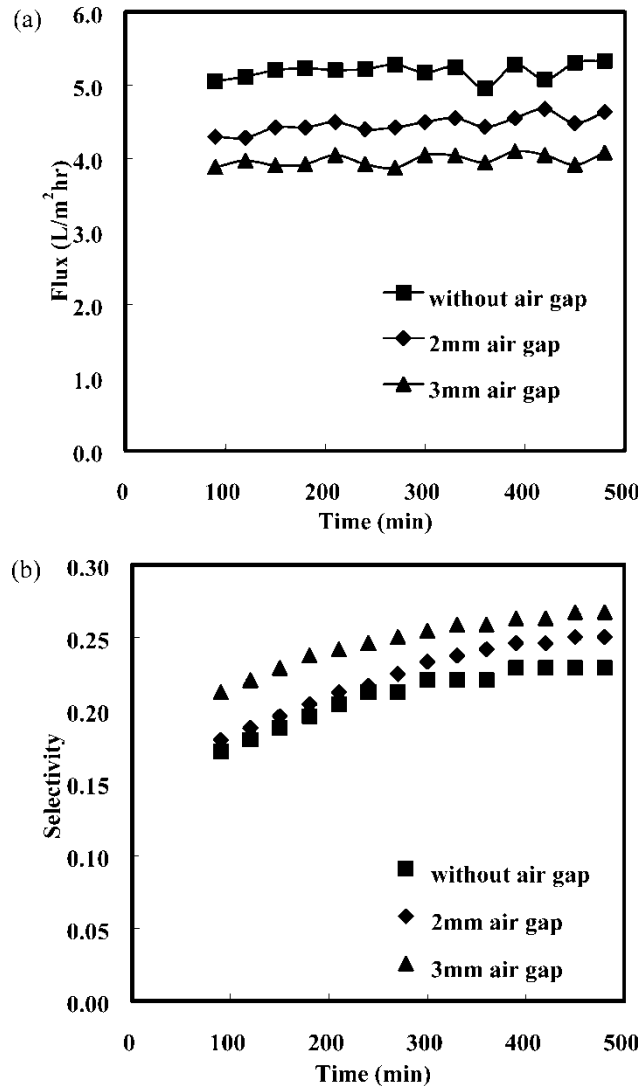 (a)
6.0
5.0
4.0
3.0
2.0
1.0
0.0
Flux (L/m²hr)
without air gap
2mm air gap
3mm air gap
0 100 200 300 400 500
Time (min)
(b)
0.30
0.25
0.20
0.15
0.10
0.05
0.00
Selectivity
without air gap
2mm air gap
3mm air gap
0 100 200 300 400 500
Time (min)